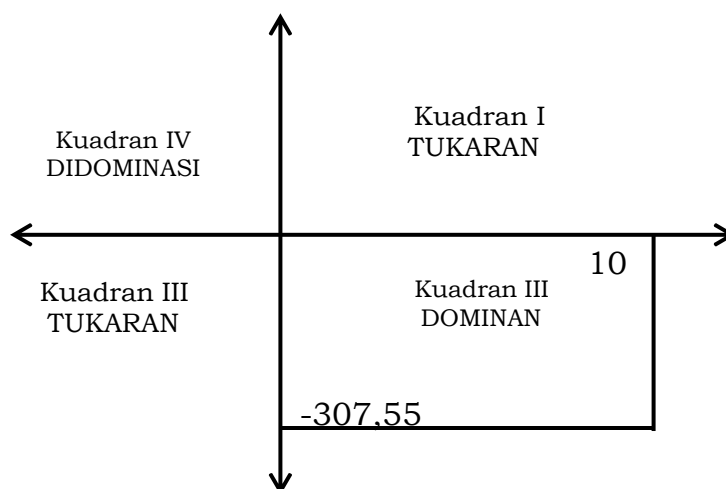 Kuadran IV
DIDOMINASI
Kuadran I
TUKARAN
Kuadran III
TUKARAN
10
Kuadran III
DOMINAN
-307,55